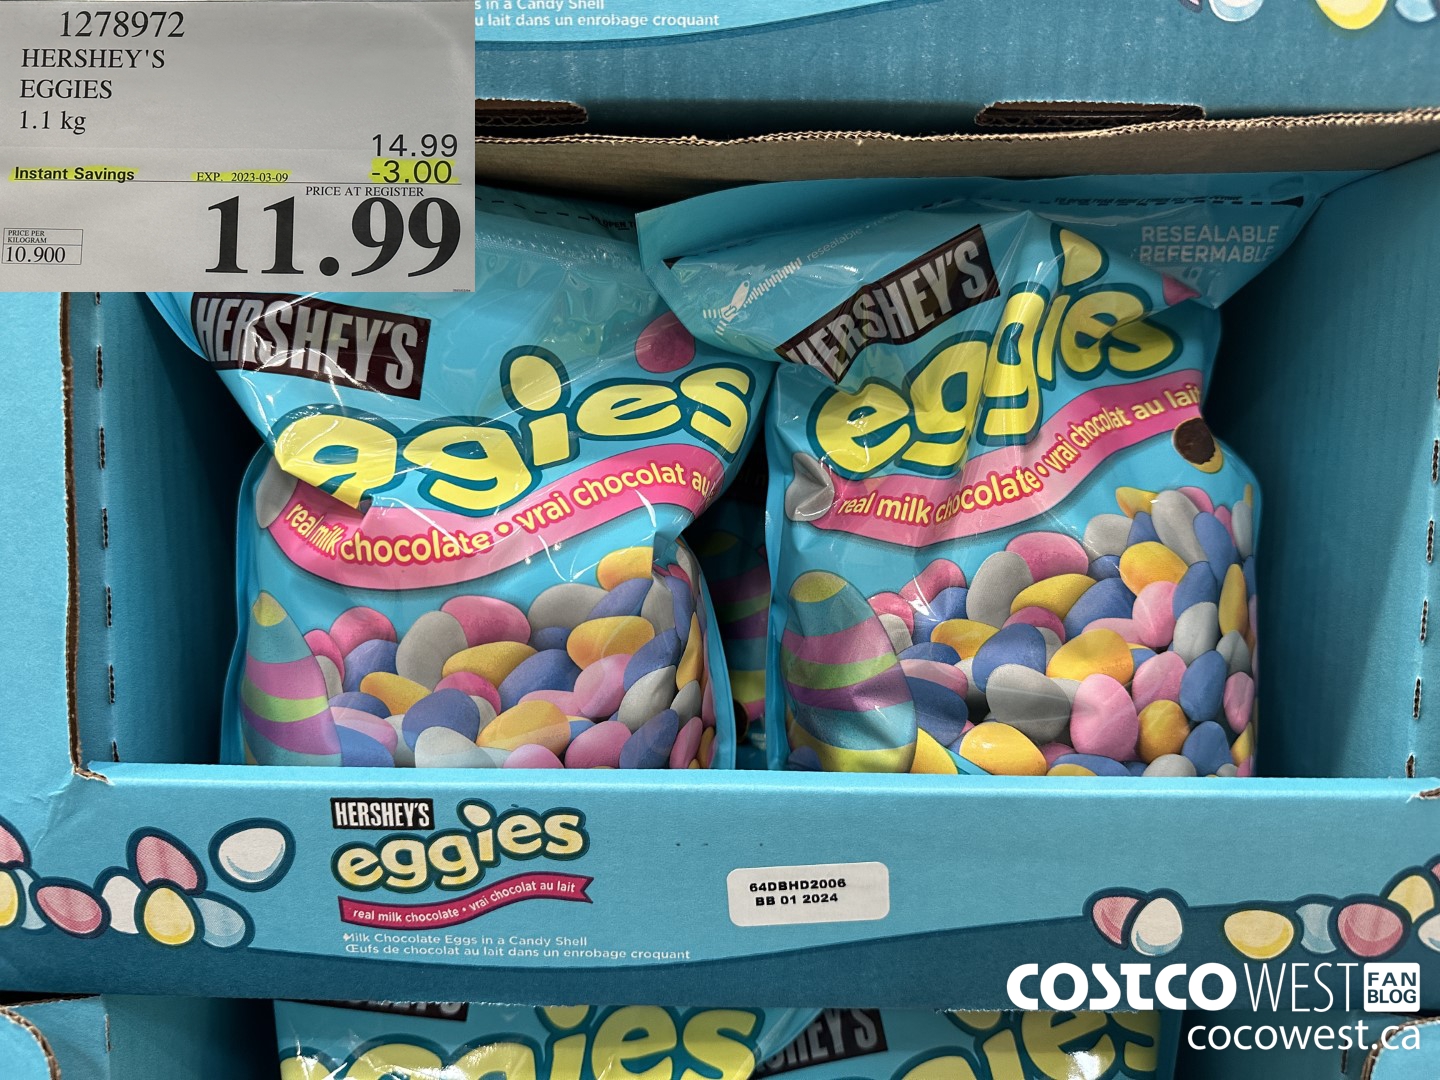 1278972
HERSHEY'S
EGGIES
1.1 kg
14.99
Instant Savings EXP. 2023-03-09 -3.00
PRICE AT REGISTER
11.99
PRICE PER
KILOGRAM
10.900
s in a Candy Shell
u lait dans un enrobage croquant
HERSHEY'S
eggies
real milk chocolate • vrai chocolat au
resealable
RESEALABLE
REFERMABLE
HERSHEY'S
eggies
real milk chocolate • vrai chocolat au lait
HERSHEY'S
eggies
real milk chocolate • vrai chocolat au lait
Milk Chocolate Eggs in a Candy Shell
Œufs de chocolat au lait dans un enrobage croquant
64DBHD2006
BB 01 2024
COSTCO WEST FAN BLOG
cocowest.ca